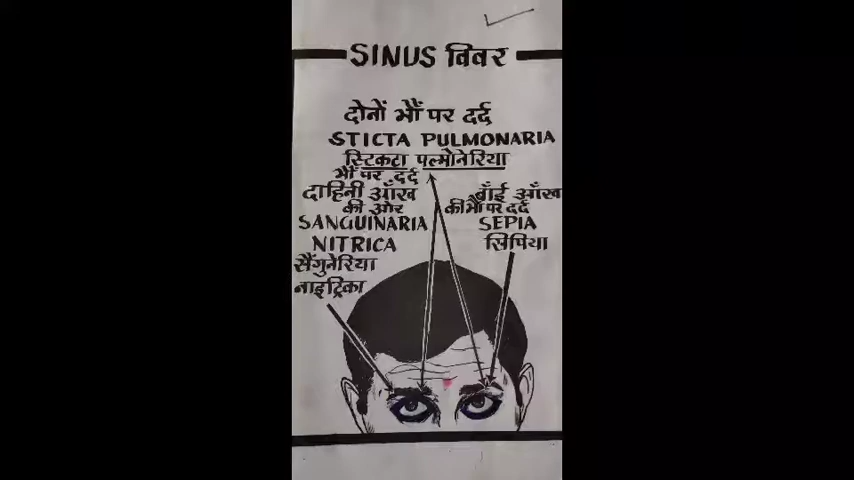 SINUS विवर
दोनों भौं पर दर्द
STICTA PULMONARIA
स्टिकटा पल्मोनेरिया
भौं पर दर्द
दाहिनी आँख
की ओर
SANGUINARIA
NITRICA
सैंगुनेरिया
नाइट्रिका
बाँई आँख
की भौं पर दर्द
SEPIA
सिपिया